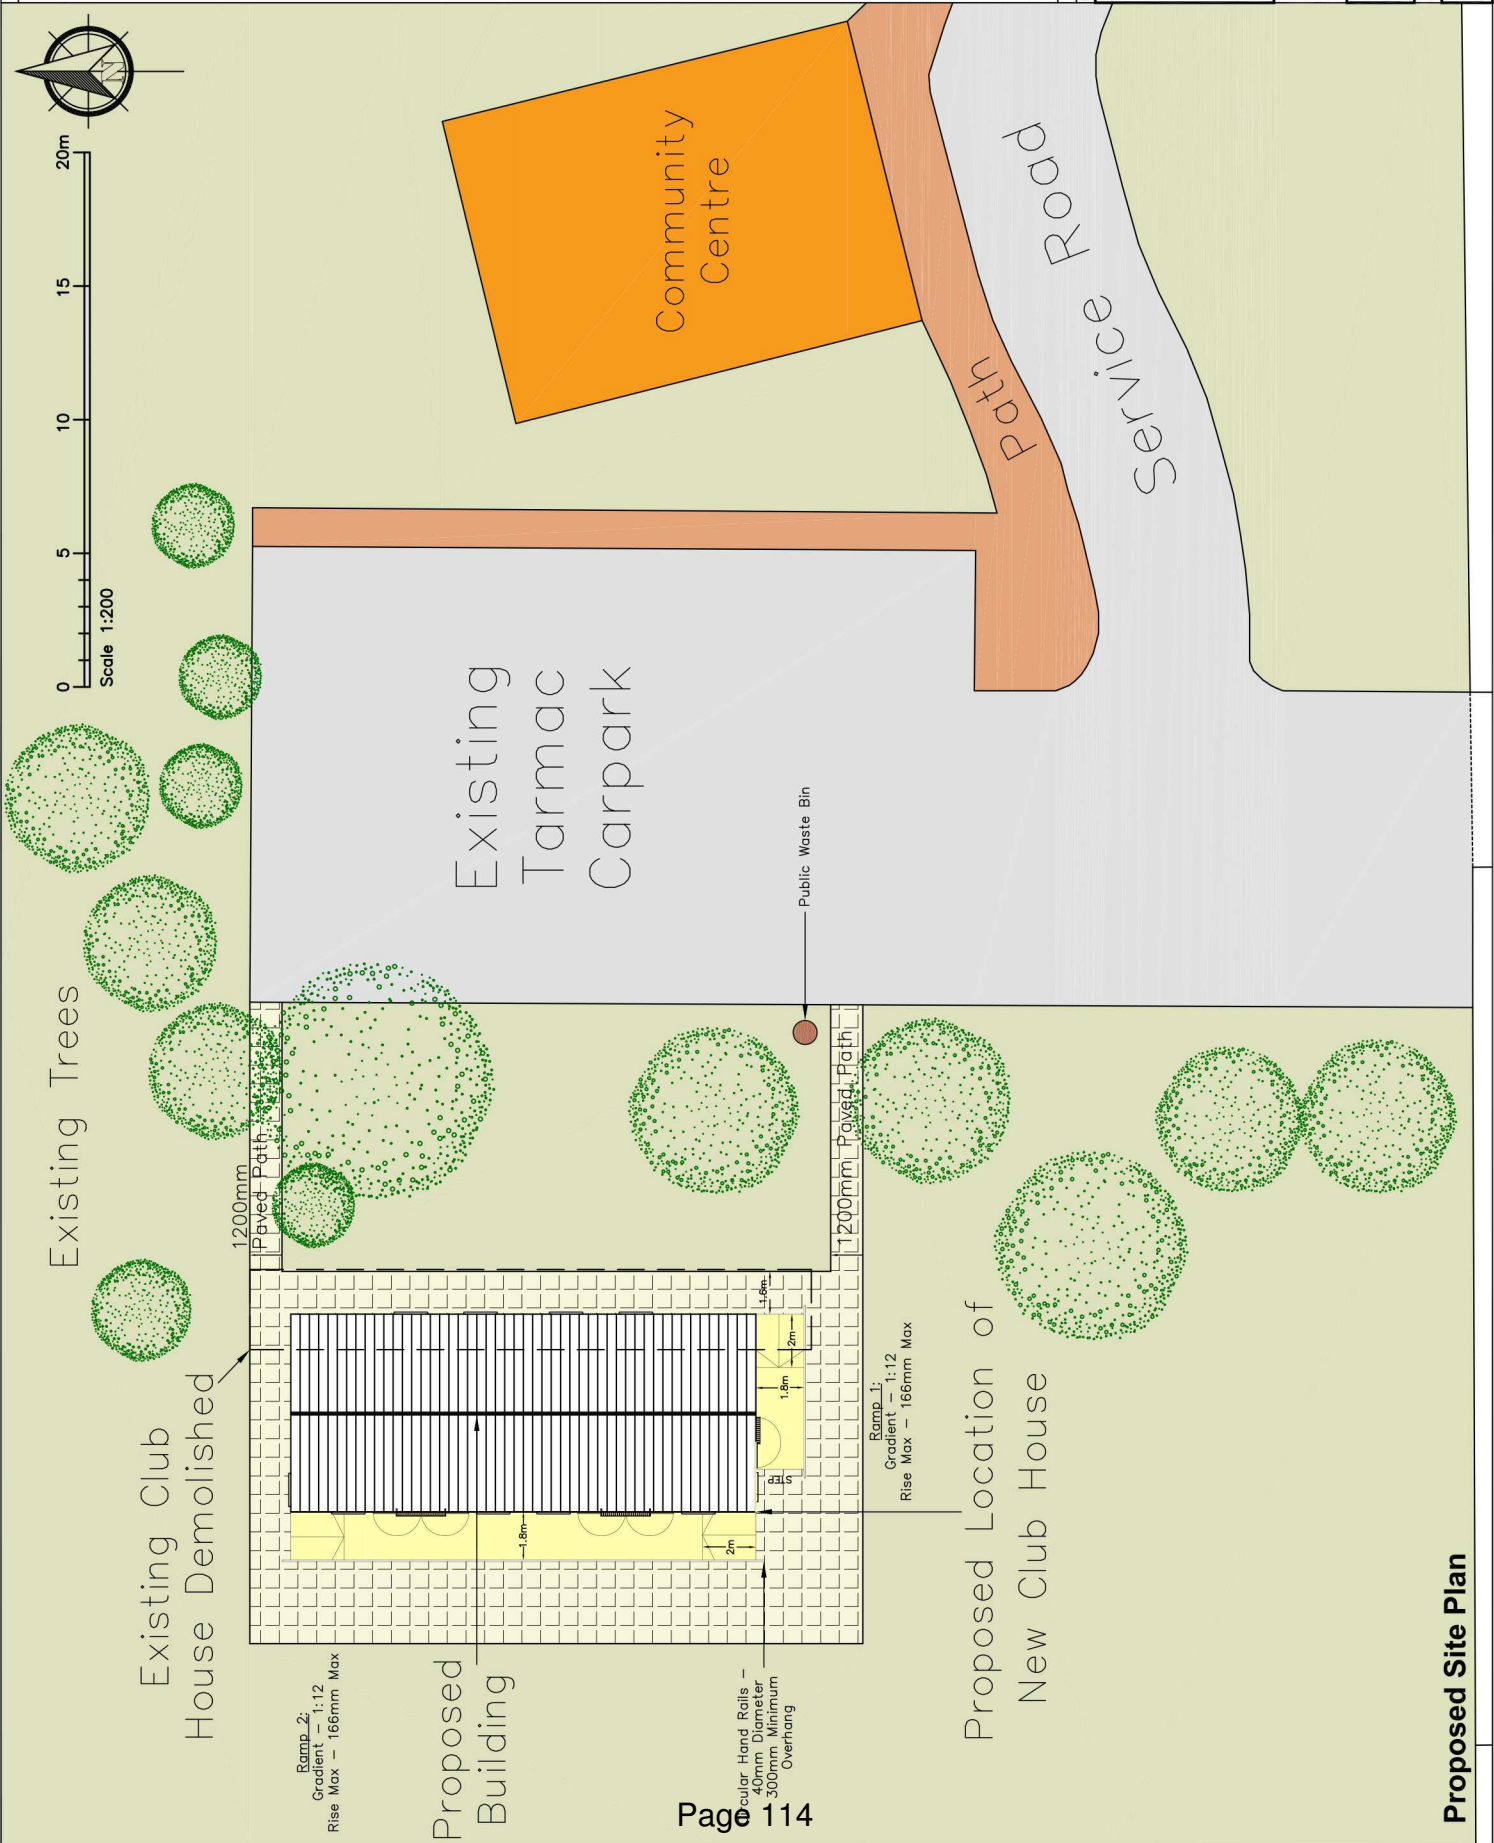 N
0
5
10
15
20m
Scale 1:200
Existing Trees
Community
Centre
Path
Service Road
Existing
Tarmac
Carpark
Public Waste Bin
1200mm
Paved Path
1200mm Paved Path
1.6m
2m
1.8m
STEP
1.8m
2m
Existing Club
House Demolished
Ramp 1:
Gradient - 1:12
Rise Max - 166mm Max
Ramp 2:
Gradient - 1:12
Rise Max - 166mm Max
Proposed
Building
Hand Rails -
40mm Diameter
300mm Minimum
Overhang
Proposed Location of
New Club House
Proposed Site Plan
Page 114